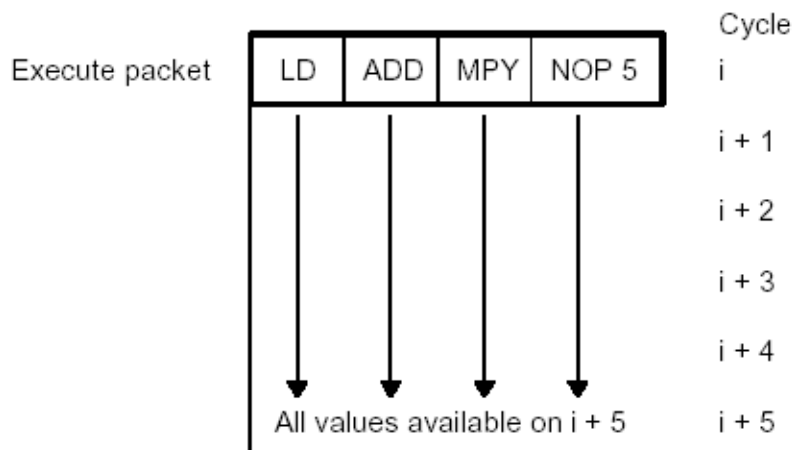 Cycle
Execute packet LD ADD MPY NOP 5 i
i + 1
i + 2
i + 3
i + 4
All values available on i + 5 i + 5